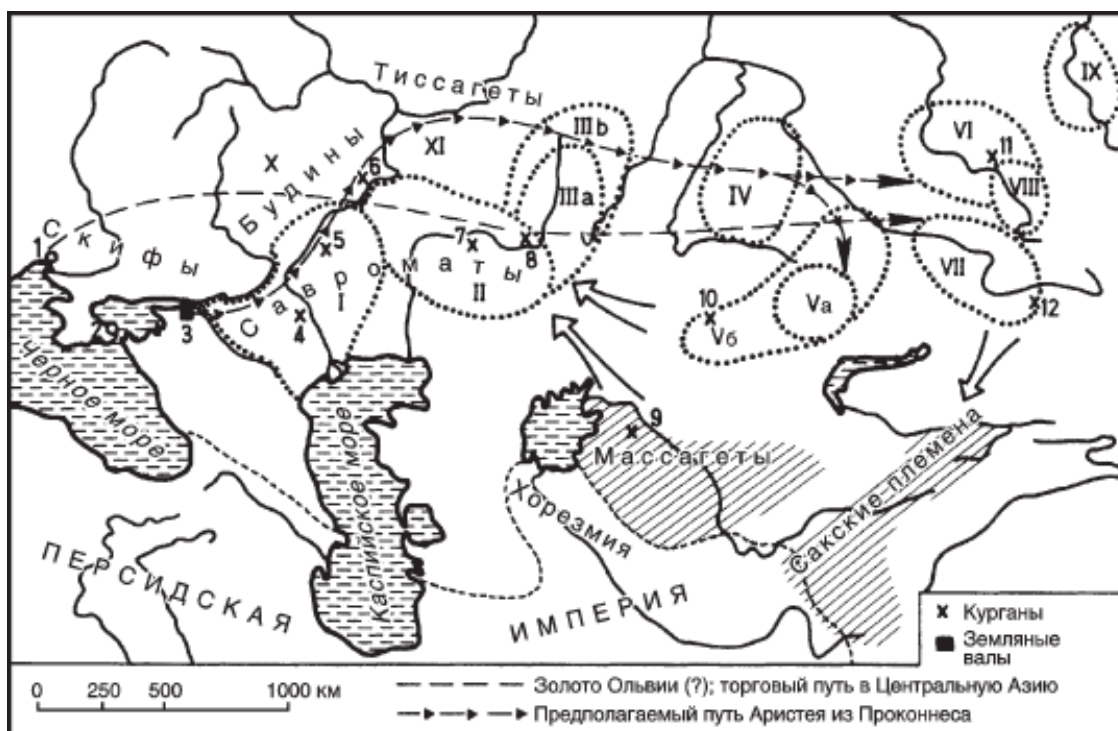 Тиссагеты
IX
XI
IIIb
VI
11
Будины
6
IIIa
IV
VIII
Скифы
1
5
7
8
VII
Савроматы
I
II
10
Va
12
3
4
Vб
Черное море
9
Массагеты
Каспийское море
Хорезмия
Сакские племена
ПЕРСИДСКАЯ
ИМПЕРИЯ
Курганы
Земляные
валы
0 250 500 1000 км
Золото Ольвии (?); торговый путь в Центральную Азию
Предполагаемый путь Аристея из Проконнеса